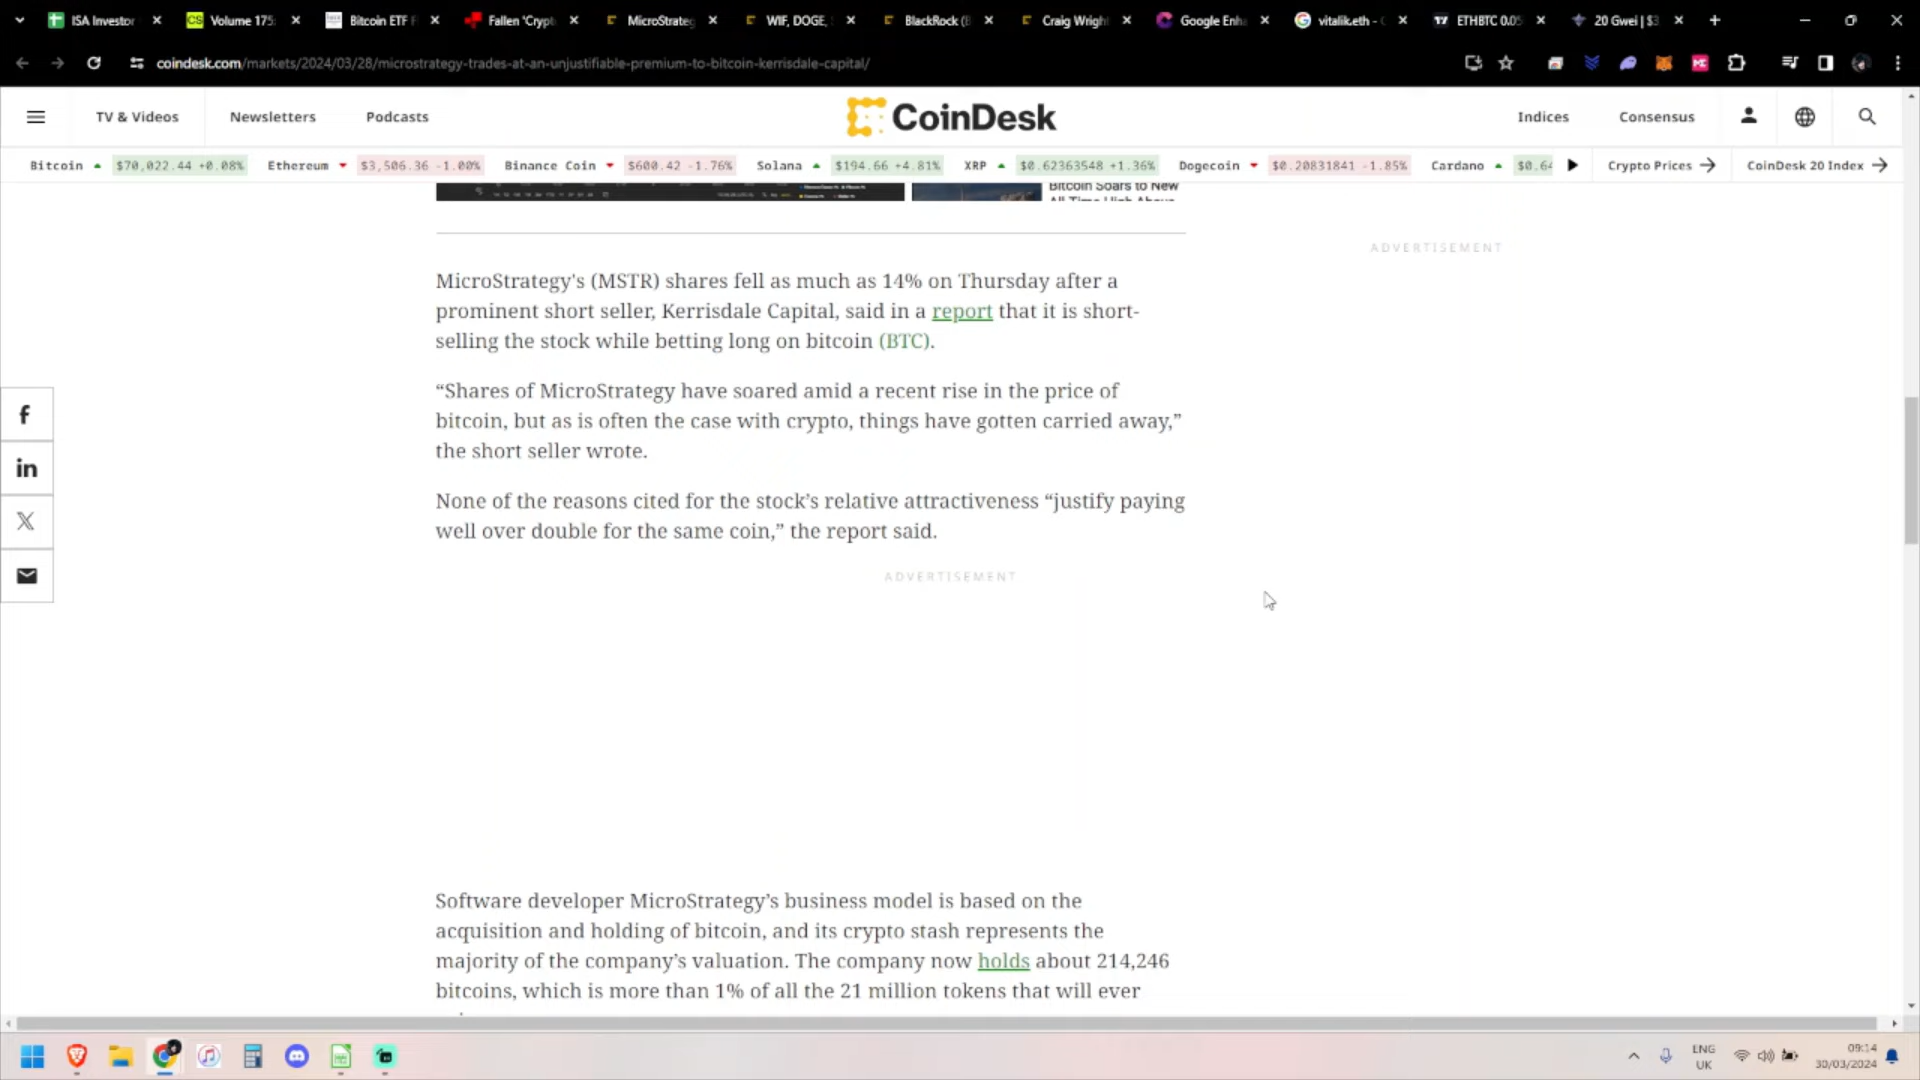 ISA Investor
Volume 175:
Bitcoin ETF F
Fallen 'Crypt
MicroStrateg
WIF, DOGE,
BlackRock (B
Craig Wright
Google Enha
vitalik.eth -
ETHBTC 0.05
20 Gwei | $3
coindesk.com/markets/2024/03/28/microstrategy-trades-at-an-unjustifiable-premium-to-bitcoin-kerrisdale-capital/
TV & Videos
Newsletters
Podcasts
CoinDesk
Indices
Consensus
Bitcoin $70,022.44 +0.08% Ethereum $3,506.36 -1.00% Binance Coin $600.42 -1.76% Solana $194.66 +4.81% XRP $0.62363548 +1.36% Dogecoin $0.20831841 -1.85% Cardano $0.64 Crypto Prices CoinDesk 20 Index
Bitcoin Soars to New
All-Time High Above
ADVERTISEMENT
MicroStrategy's (MSTR) shares fell as much as 14% on Thursday after a
prominent short seller, Kerrisdale Capital, said in a report that it is short-
selling the stock while betting long on bitcoin (BTC).
“Shares of MicroStrategy have soared amid a recent rise in the price of
bitcoin, but as is often the case with crypto, things have gotten carried away,”
the short seller wrote.
None of the reasons cited for the stock’s relative attractiveness “justify paying
well over double for the same coin,” the report said.
ADVERTISEMENT
Software developer MicroStrategy’s business model is based on the
acquisition and holding of bitcoin, and its crypto stash represents the
majority of the company’s valuation. The company now holds about 214,246
bitcoins, which is more than 1% of all the 21 million tokens that will ever
ENG
UK
09:14
30/03/2024